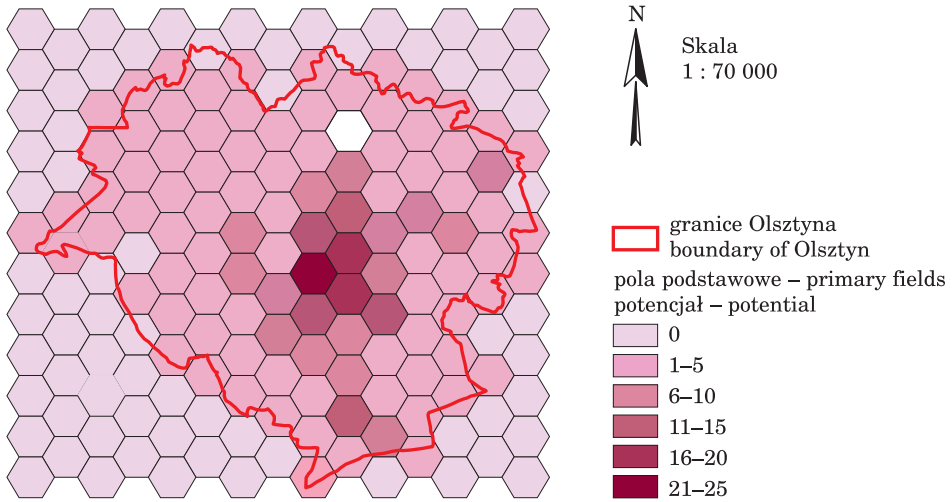 N
Skala
1 : 70 000
granice Olsztyna
boundary of Olsztyn
pola podstawowe – primary fields
potencjał – potential
0
1–5
6–10
11–15
16–20
21–25